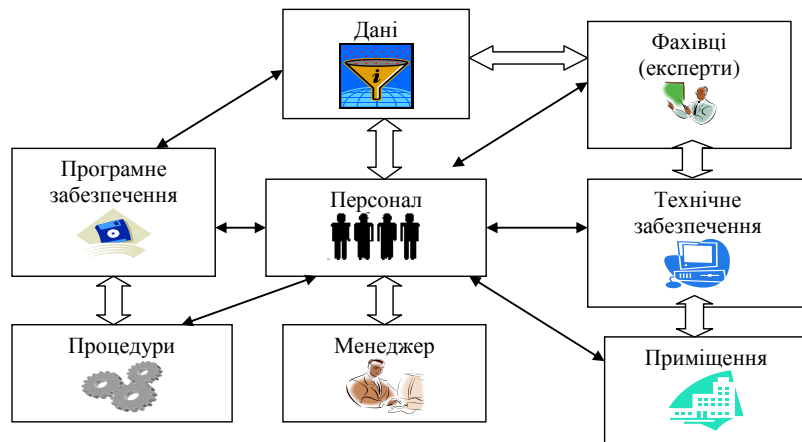 Дані
Фахівці
(експерти)
Програмне
забезпечення
Персонал
Технічне
забезпечення
Процедури
Менеджер
Приміщення